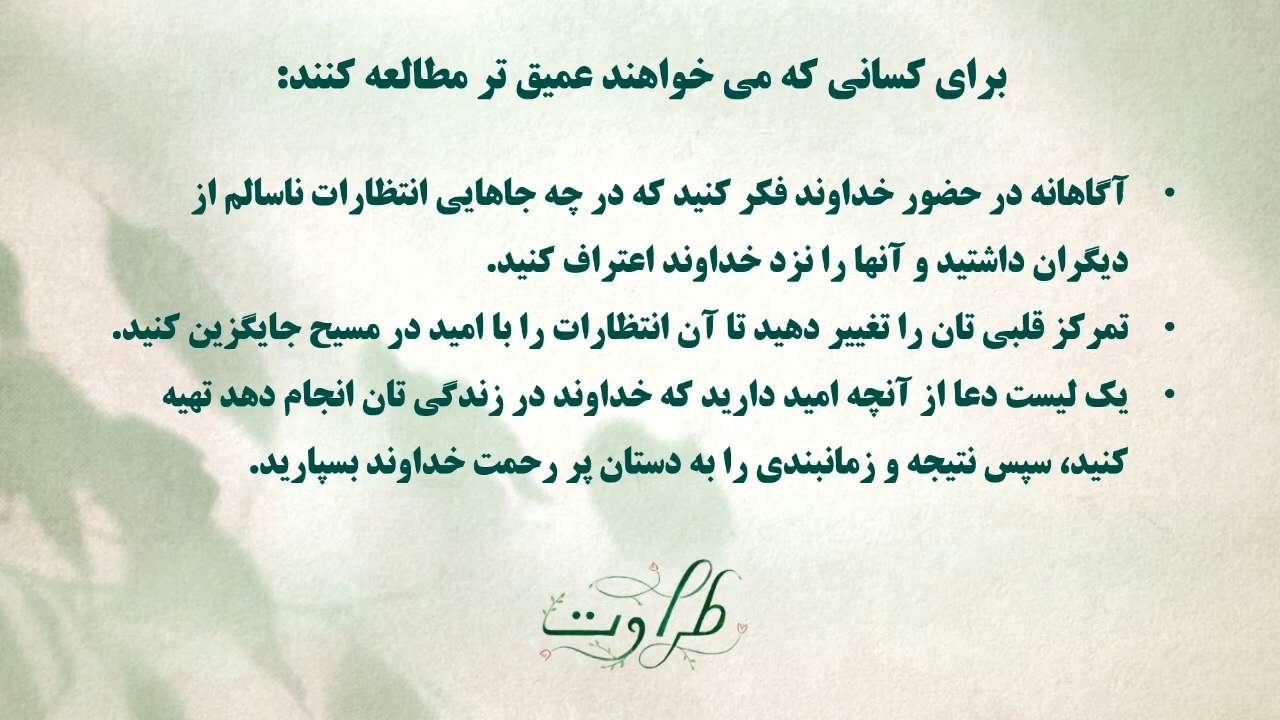 برای کسانی که می خواهند عمیق تر مطالعه کنند:
• آگاهانه در حضور خداوند فکر کنید که در چه جاهایی انتظارات ناسالم از
دیگران داشتید و آنها را نزد خداوند اعتراف کنید.
• تمرکز قلبی تان را تغییر دهید تا آن انتظارات را با امید در مسیح جایگزین کنید.
• یک لیست دعا از آنچه امید دارید که خداوند در زندگی تان انجام دهد تهیه
کنید، سپس نتیجه و زمانبندی را به دستان پر رحمت خداوند بسپارید.
طراوت